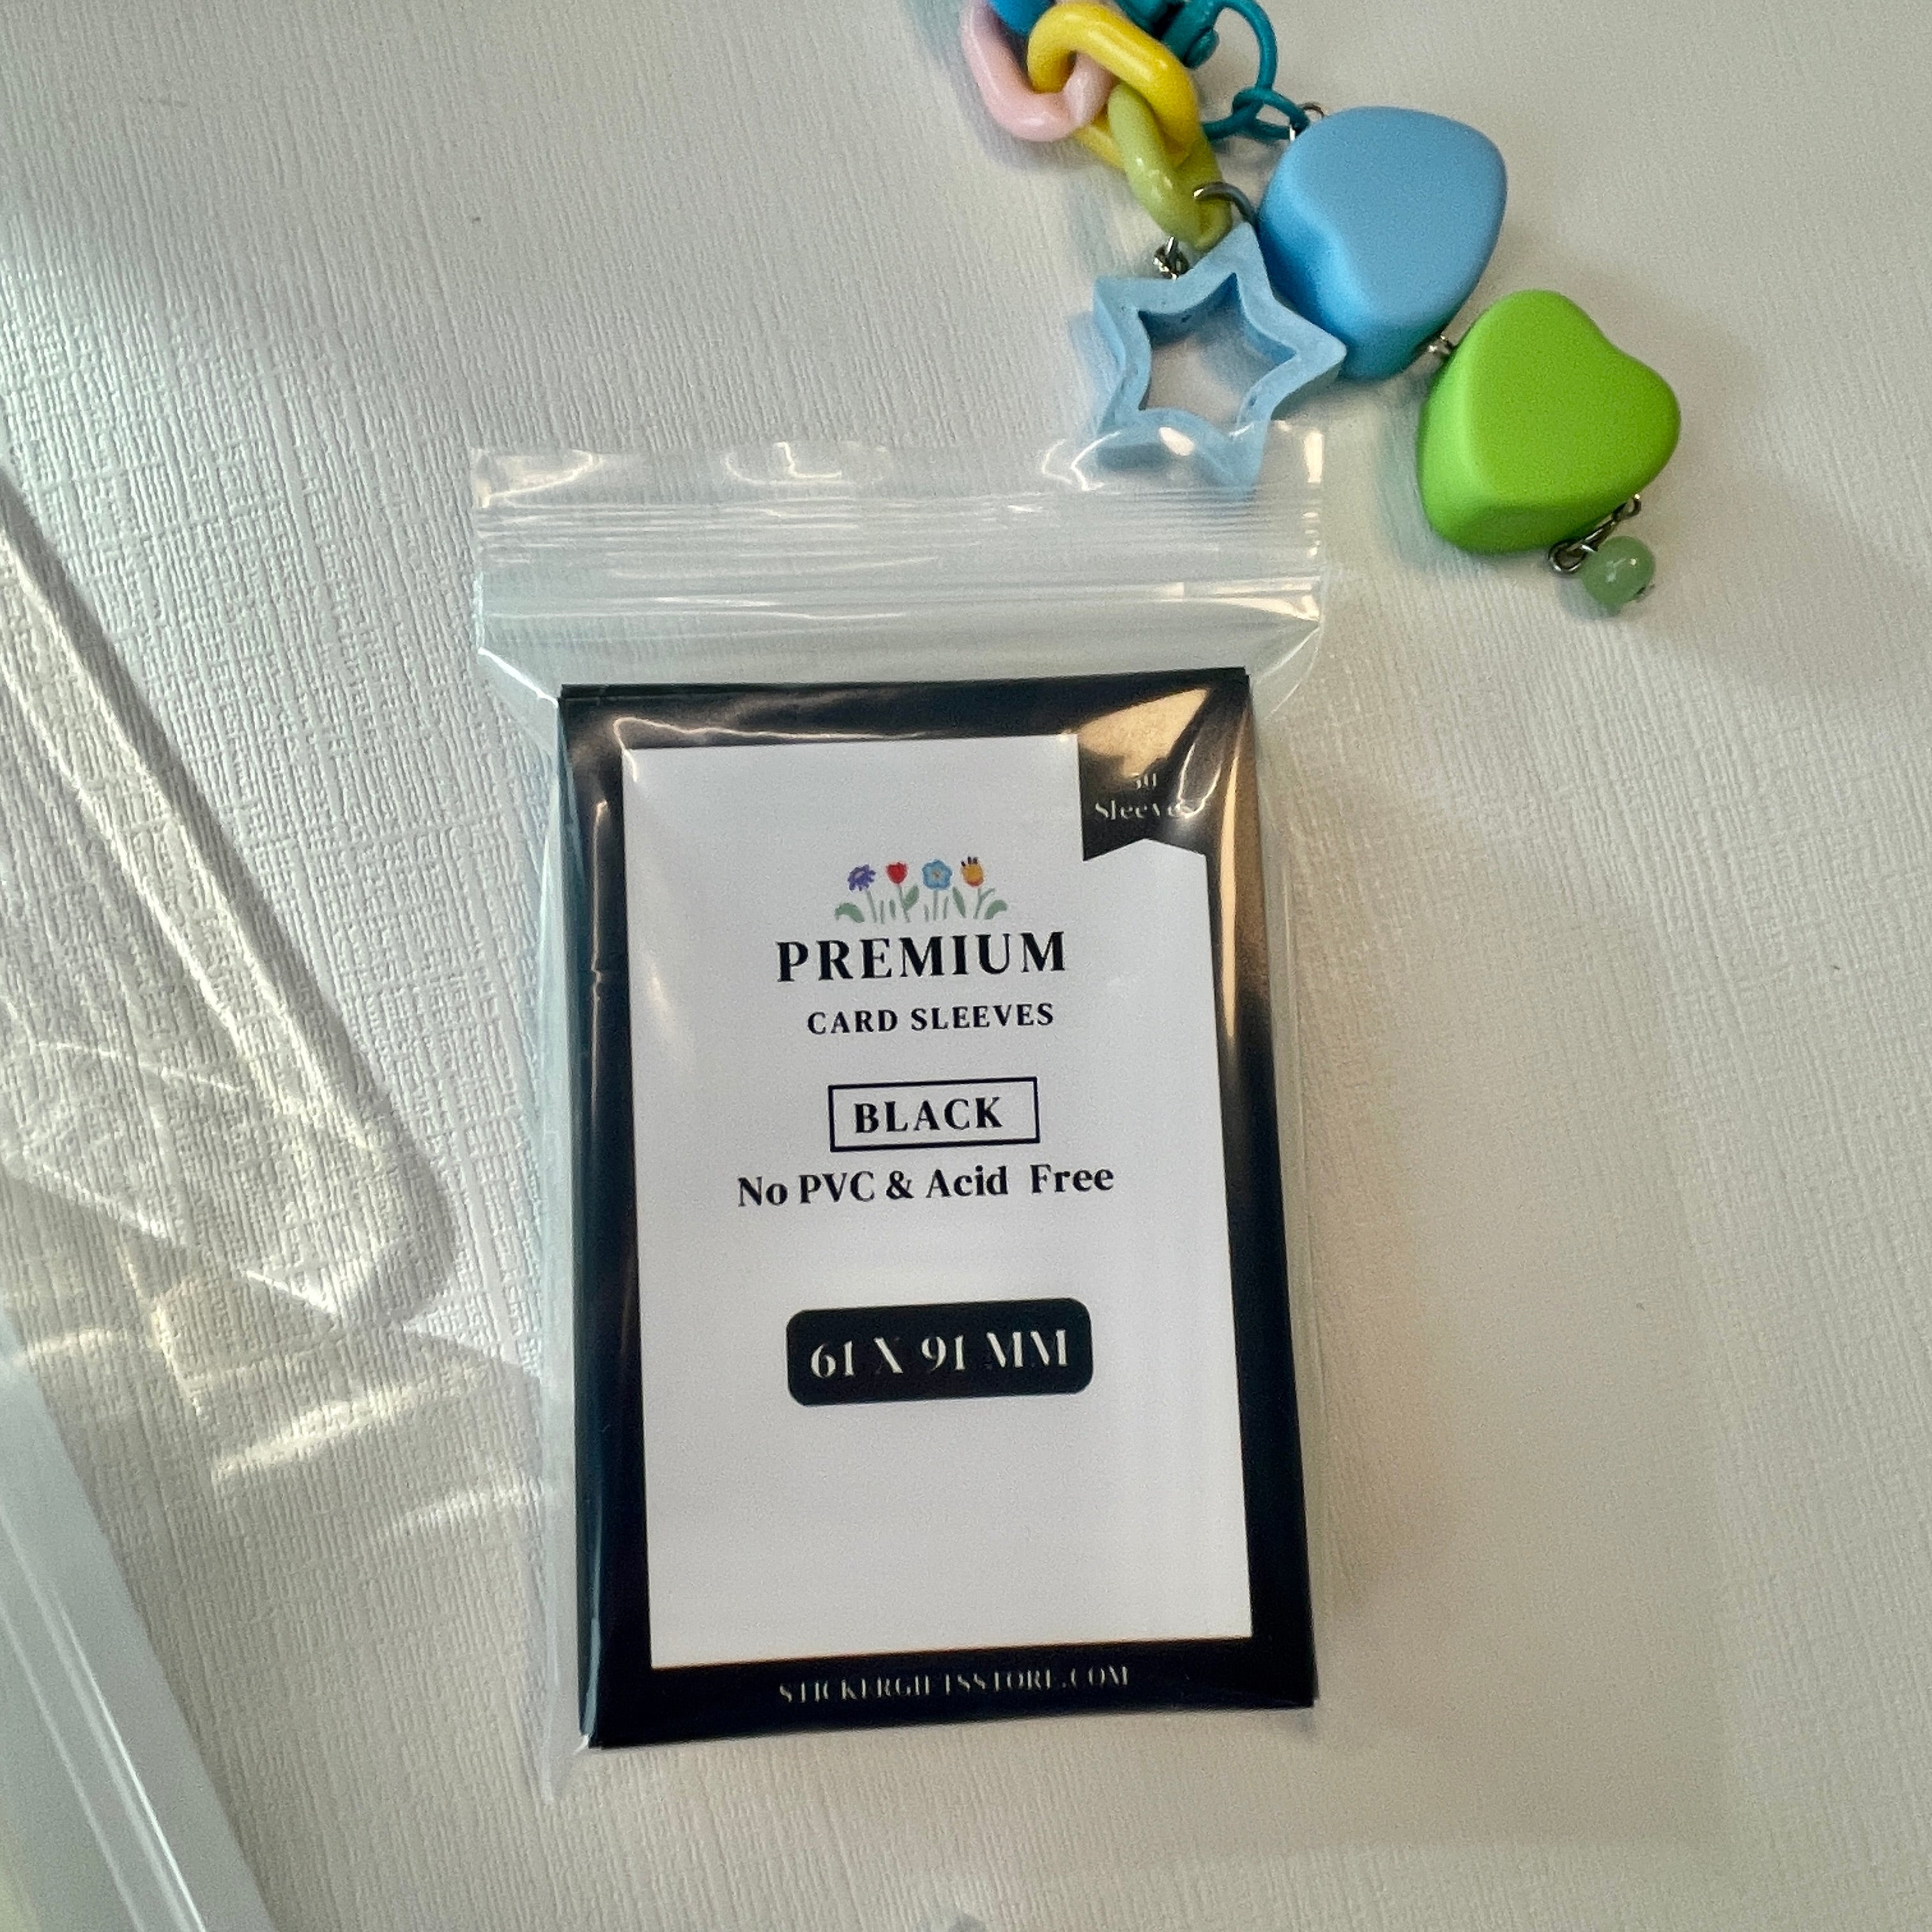 Sleeves
PREMIUM
CARD SLEEVES
BLACK
No PVC & Acid Free
61 X 91 MM
STICKERGIFTSSTORE.COM